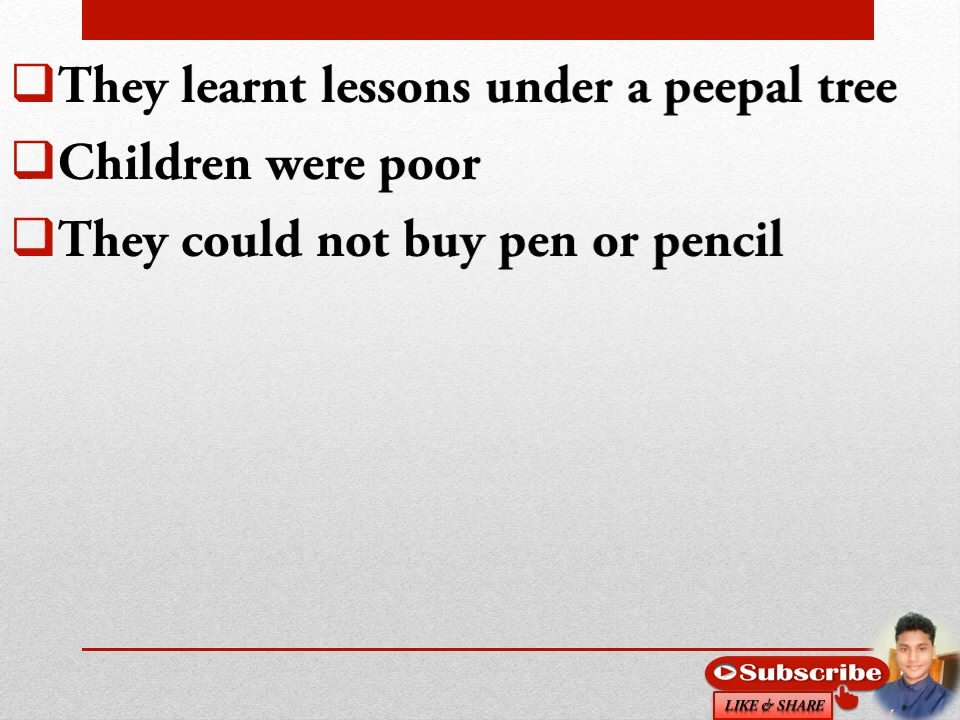 They learnt lessons under a peepal tree
Children were poor
They could not buy pen or pencil
Subscribe
LIKE & SHARE